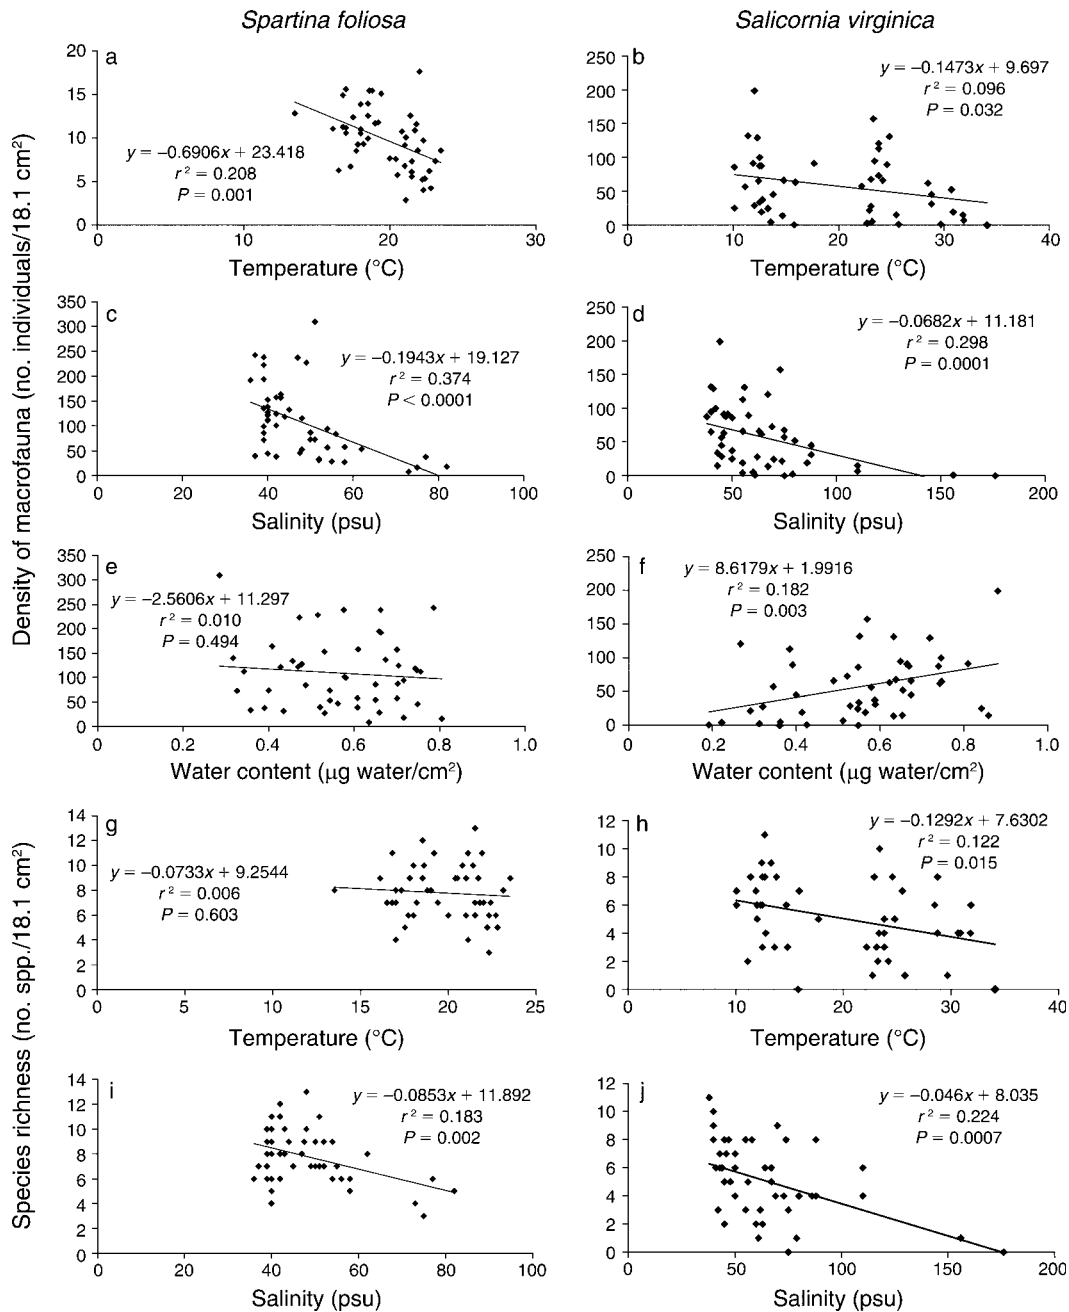 Spartina foliosa
Salicornia virginica
Density of macrofauna (no. individuals/18.1 cm²)
a
20
15
10
5
0
y = –0.6906x + 23.418
r² = 0.208
P = 0.001
0 10 20 30
Temperature (°C)
b
250
200
150
100
50
0
y = –0.1473x + 9.697
r² = 0.096
P = 0.032
0 10 20 30 40
Temperature (°C)
c
350
300
250
200
150
100
50
0
y = –0.1943x + 19.127
r² = 0.374
P < 0.0001
0 20 40 60 80 100
Salinity (psu)
d
250
200
150
100
50
0
y = –0.0682x + 11.181
r² = 0.298
P = 0.0001
0 50 100 150 200
Salinity (psu)
e
350
300
250
200
150
100
50
0
y = –2.5606x + 11.297
r² = 0.010
P = 0.494
0 0.2 0.4 0.6 0.8 1.0
Water content (µg water/cm²)
f
250
200
150
100
50
0
y = 8.6179x + 1.9916
r² = 0.182
P = 0.003
0 0.2 0.4 0.6 0.8 1.0
Water content (µg water/cm²)
Species richness (no. spp./18.1 cm²)
g
14
12
10
8
6
4
2
0
y = –0.0733x + 9.2544
r² = 0.006
P = 0.603
0 5 10 15 20 25
Temperature (°C)
h
12
10
8
6
4
2
0
y = –0.1292x + 7.6302
r² = 0.122
P = 0.015
0 10 20 30 40
Temperature (°C)
i
14
12
10
8
6
4
2
0
y = –0.0853x + 11.892
r² = 0.183
P = 0.002
0 20 40 60 80 100
Salinity (psu)
j
12
10
8
6
4
2
0
y = –0.046x + 8.035
r² = 0.224
P = 0.0007
0 50 100 150 200
Salinity (psu)